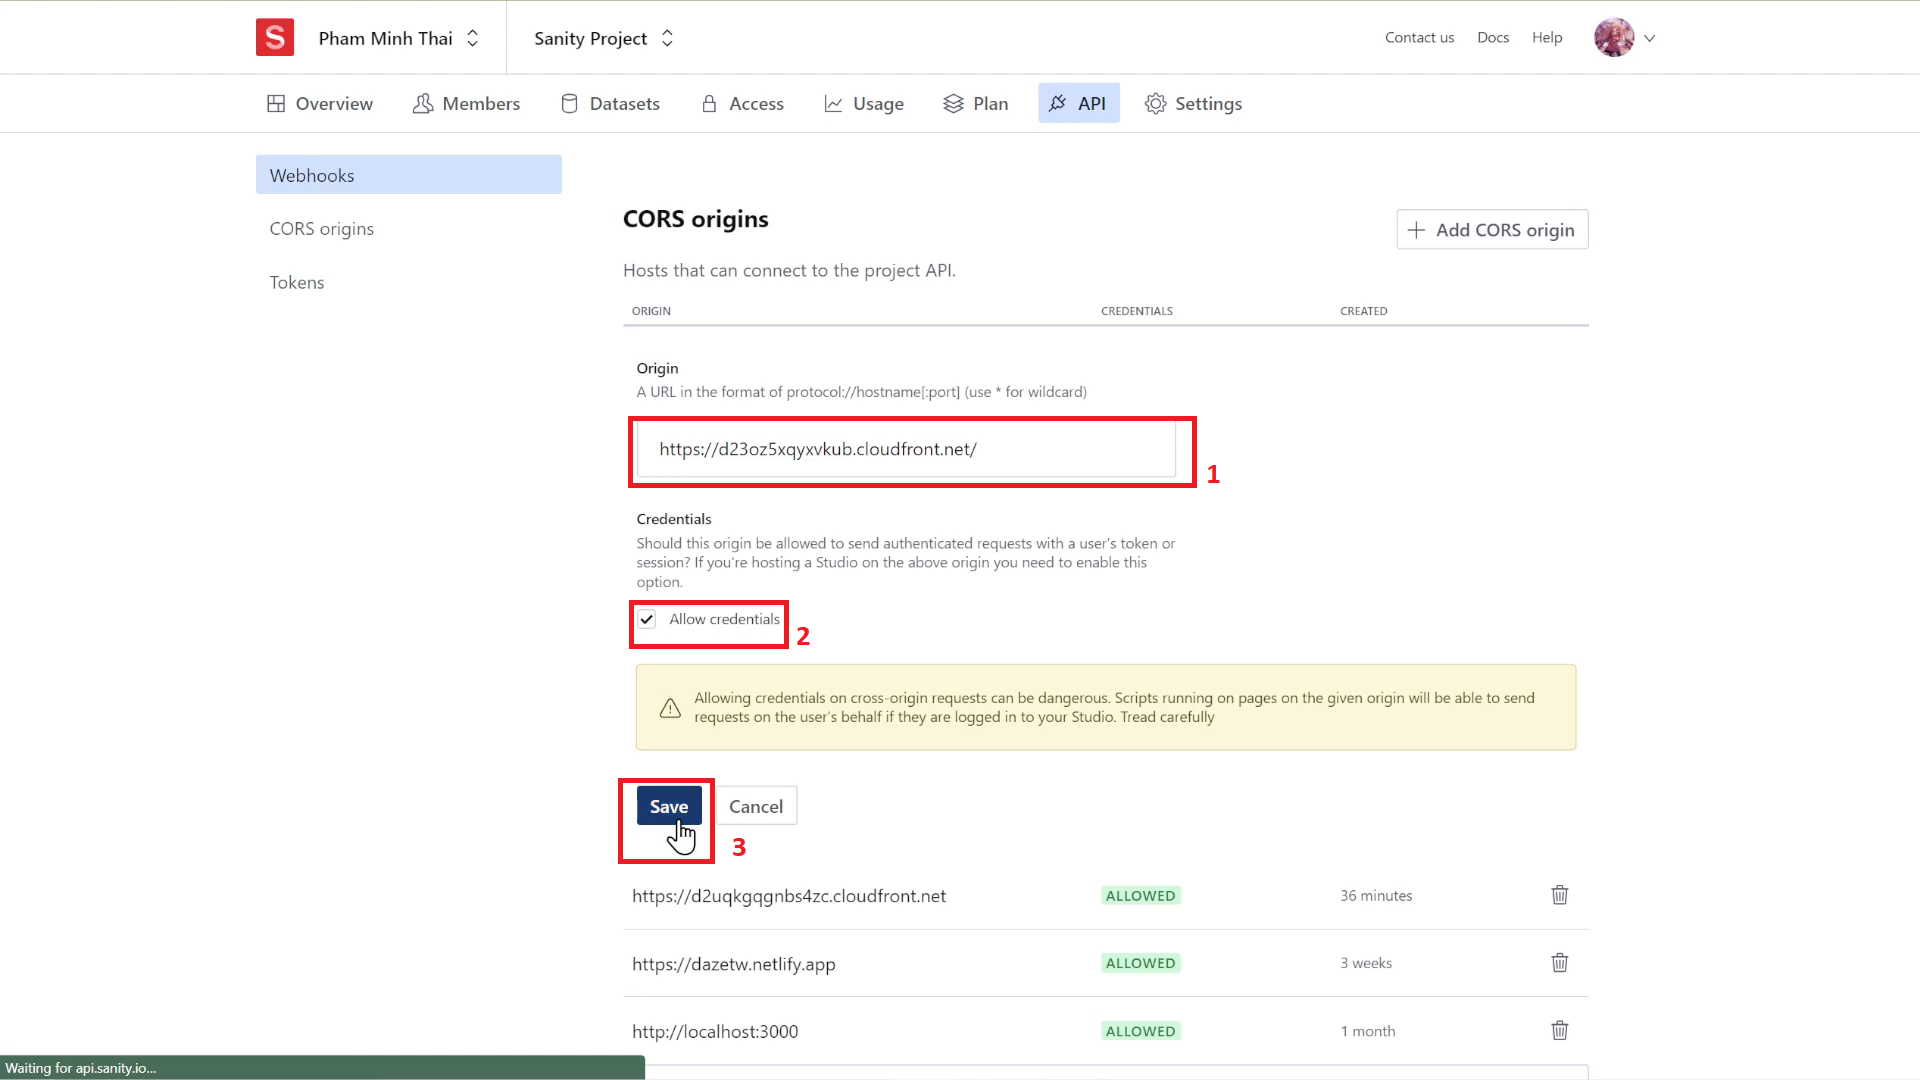 S Pham Minh Thai Sanity Project Contact us Docs Help
Overview Members Datasets Access Usage Plan API Settings
Webhooks
CORS origins
Tokens
CORS origins
Add CORS origin
Hosts that can connect to the project API.
ORIGIN CREDENTIALS CREATED
Origin
A URL in the format of protocol://hostname[:port] (use * for wildcard)
https://d23oz5xqyxvkub.cloudfront.net/
1
Credentials
Should this origin be allowed to send authenticated requests with a user's token or
session? If you're hosting a Studio on the above origin you need to enable this
option.
Allow credentials
2
Allowing credentials on cross-origin requests can be dangerous. Scripts running on pages on the given origin will be able to send
requests on the user's behalf if they are logged in to your Studio. Tread carefully
Save Cancel
3
https://d2uqkgqgnbs4zc.cloudfront.net ALLOWED 36 minutes
https://dazetw.netlify.app ALLOWED 3 weeks
http://localhost:3000 ALLOWED 1 month
Waiting for api.sanity.io...